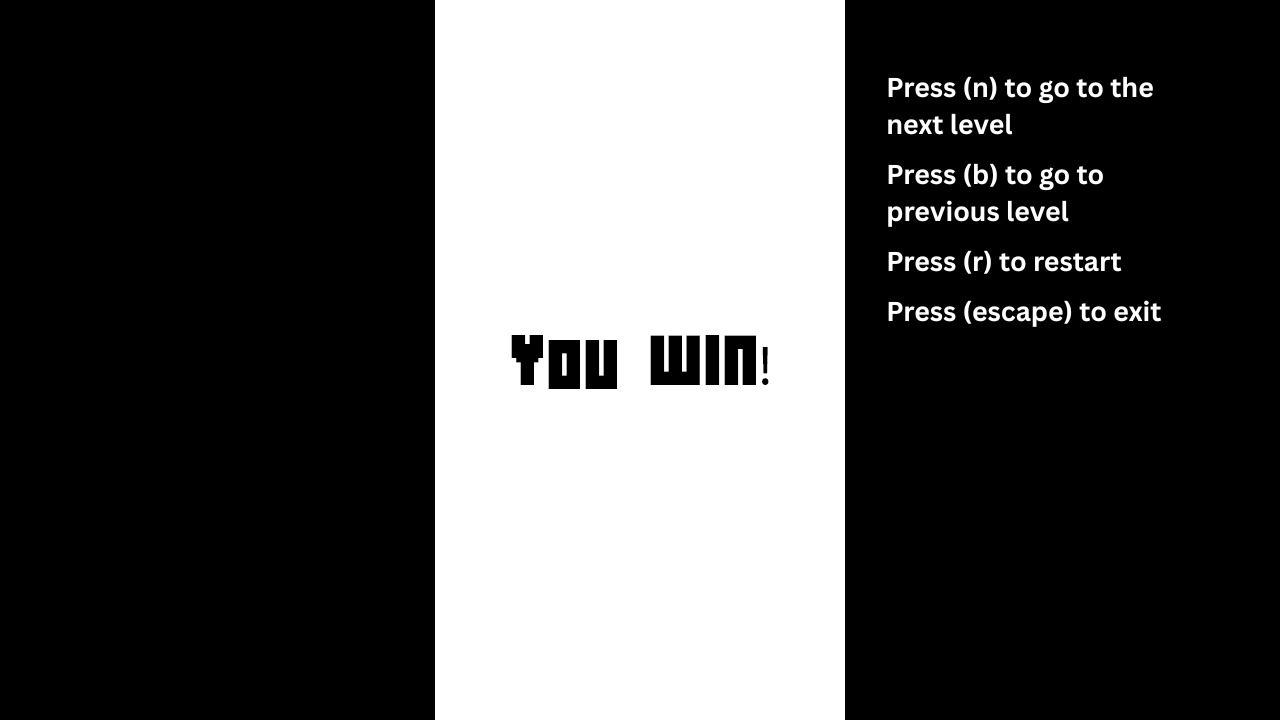 You win!
Press (n) to go to the
next level
Press (b) to go to
previous level
Press (r) to restart
Press (escape) to exit